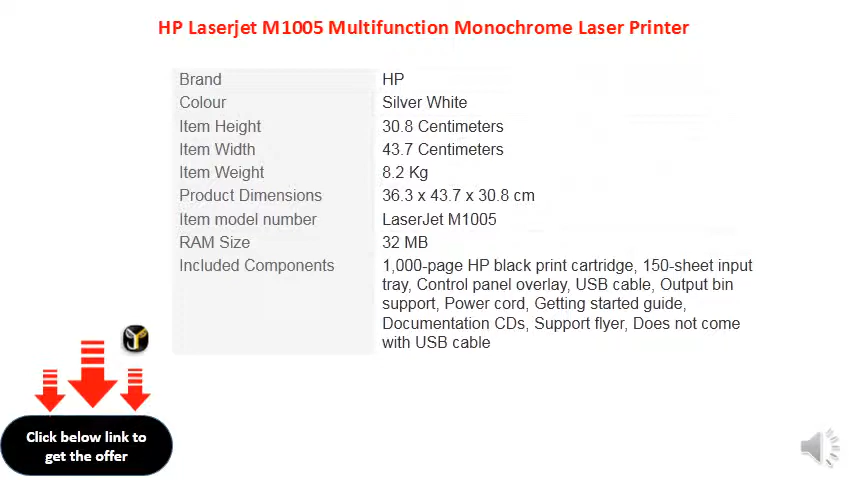 HP Laserjet M1005 Multifunction Monochrome Laser Printer
Brand HP
Colour Silver White
Item Height 30.8 Centimeters
Item Width 43.7 Centimeters
Item Weight 8.2 Kg
Product Dimensions 36.3 x 43.7 x 30.8 cm
Item model number LaserJet M1005
RAM Size 32 MB
Included Components 1,000-page HP black print cartridge, 150-sheet input
tray, Control panel overlay, USB cable, Output bin
support, Power cord, Getting started guide,
Documentation CDs, Support flyer, Does not come
with USB cable
Click below link to
get the offer